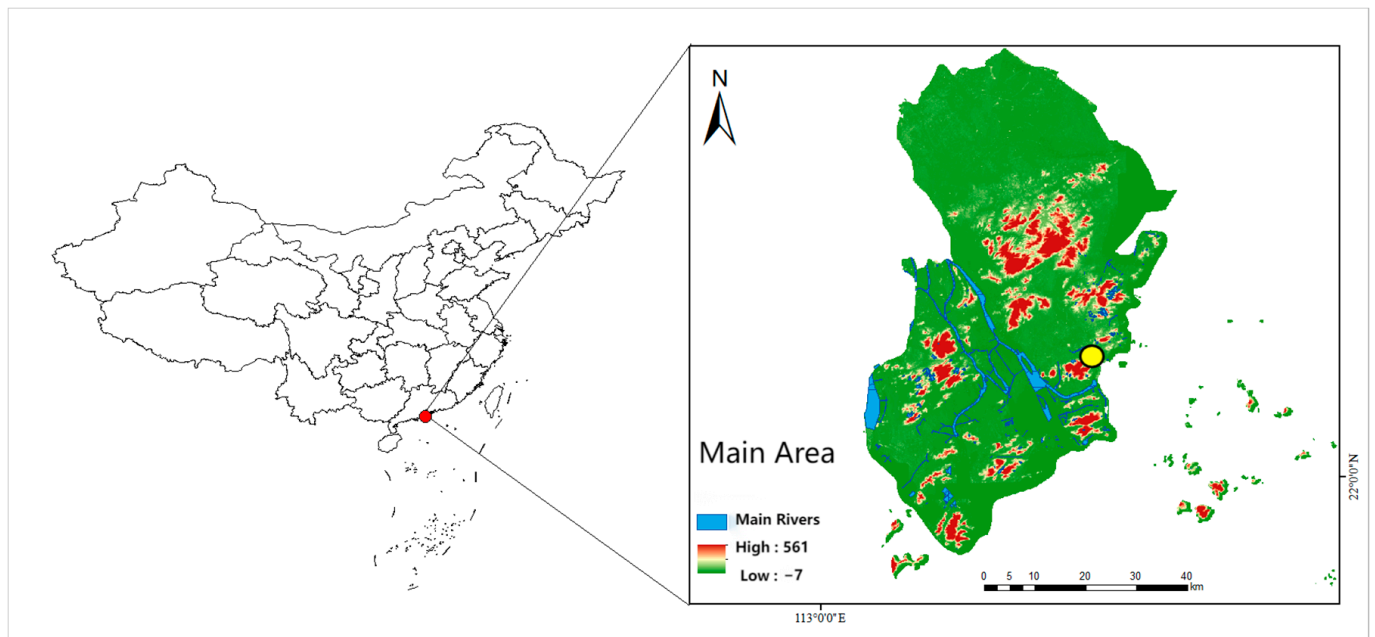 N
Main Area
Main Rivers
High : 561
Low : −7
0 5 10 20 30 40
km
22°0'0"N
113°0'0"E